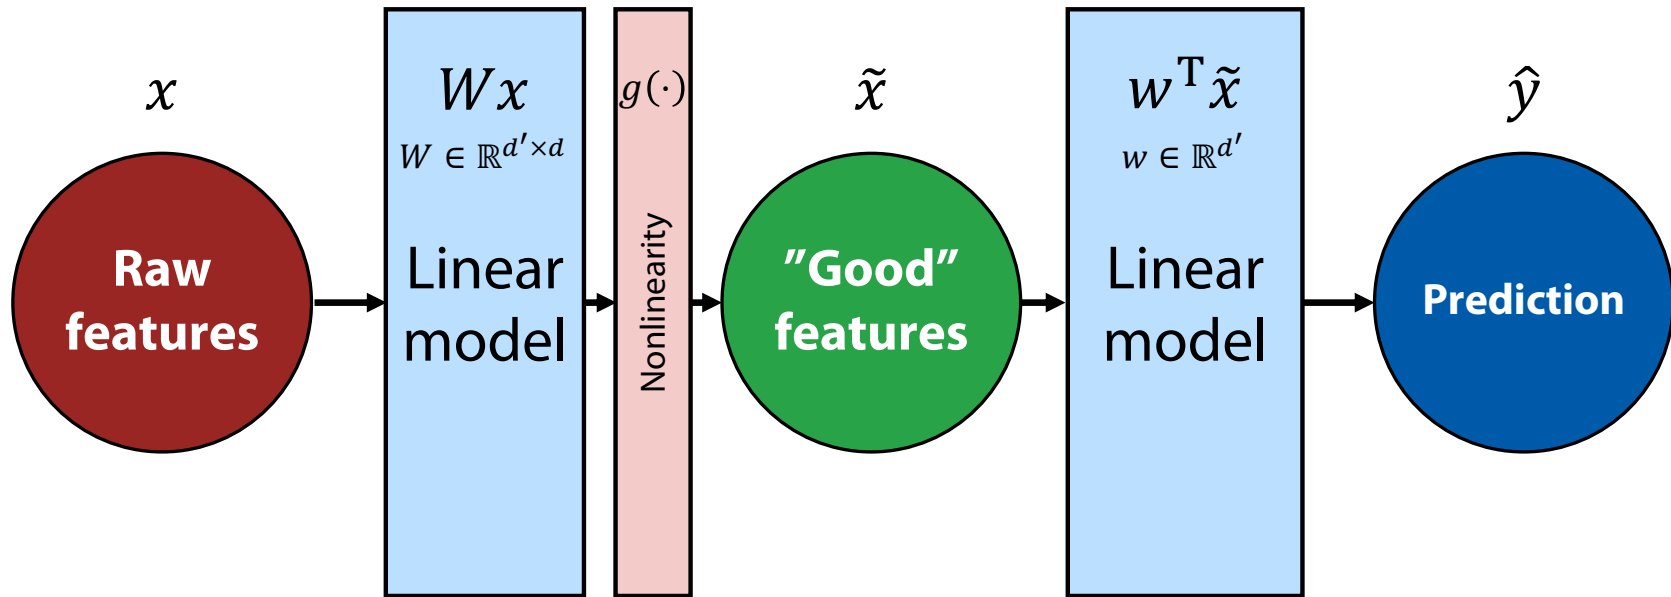 x
Wx
W ∈ ℝ^{d′×d}
Linear
model
g(·)
Nonlinearity
x̃
w^T x̃
w ∈ ℝ^{d′}
Linear
model
ŷ
Raw
features
”Good”
features
Prediction